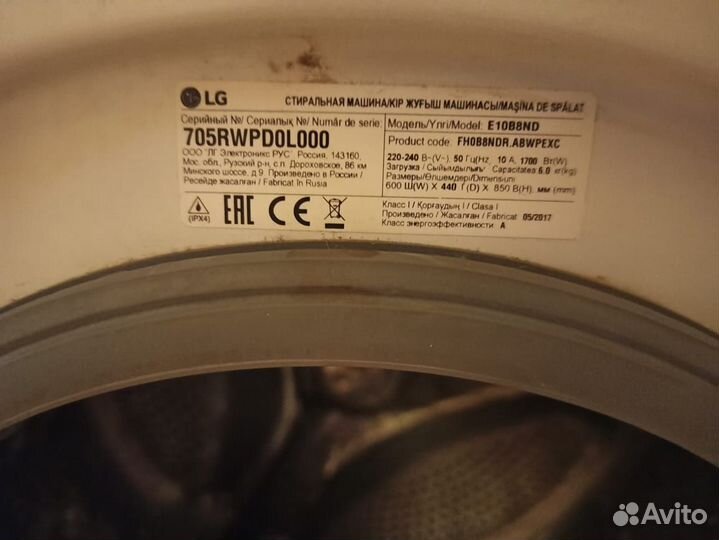 LG
СТИРАЛЬНАЯ МАШИНА/КІР ЖУҒЫШ МАШИНАСЫ/MAŞINA DE SPĂLAT
Серийный №/ Сериалық №/ Număr de serie
705RWPD0L000
ООО "ЛГ Электроникс РУС" Россия, 143160,
Мос. обл., Рузский р-н, с.п. Дороховское, 86 км
Минского шоссе, д.9 Произведено в России /
Ресейде жасалған / Fabricat în Rusia
(IPX4)
EAC CE
Модель/Үлгі/Model: E10B8ND
Product code: FH0B8NDR.ABWPEXC
220-240 В~(V~), 50 Гц(Hz), 10 A, 1700 Вт(W)
Загрузка / Сыйымдылығы / Capacitatea 6.0 кг(kg)
Размеры/Өлшемдері/Dimensiuni
600 Ш(W) X 440 Г(D) X 850 В(H), мм (mm)
Класс I / Қорғаудың I / Clasa I
Произведено / Жасалған / Fabricat 05/2017
Класс энергоэффективности A
Avito